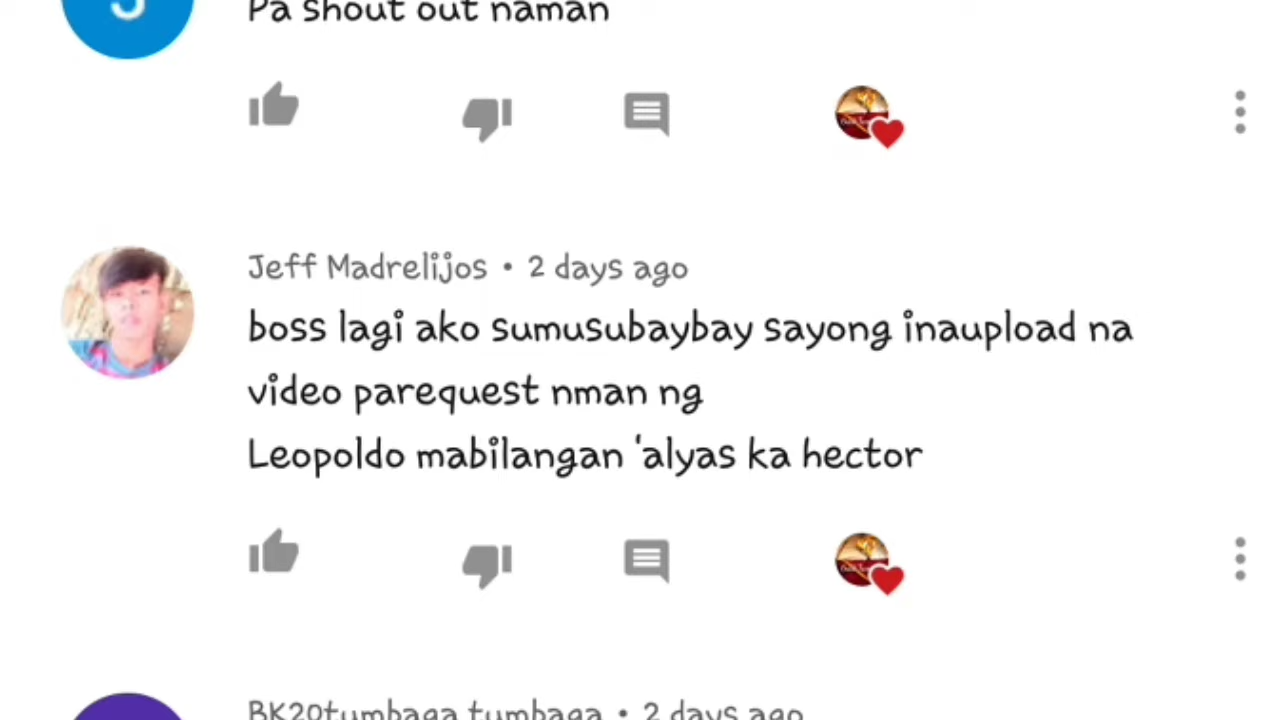 Pa shout out naman
Jeff Madrelijos • 2 days ago
boss lagi ako sumusubaybay sayong inaupload na
video parequest nman ng
Leopoldo mabilangan ‘alyas ka hector
BK20tumbaga tumbaga • 2 days ago